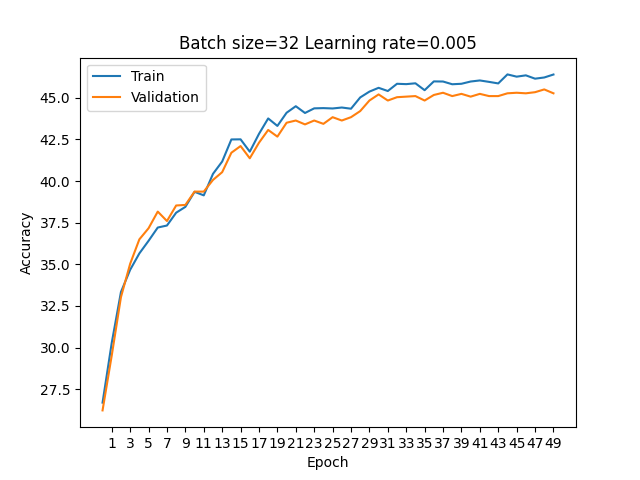 Batch size=32 Learning rate=0.005
Train
Validation
45.0
42.5
40.0
37.5
35.0
32.5
30.0
27.5
Accuracy
1 3 5 7 9 11 13 15 17 19 21 23 25 27 29 31 33 35 37 39 41 43 45 47 49
Epoch